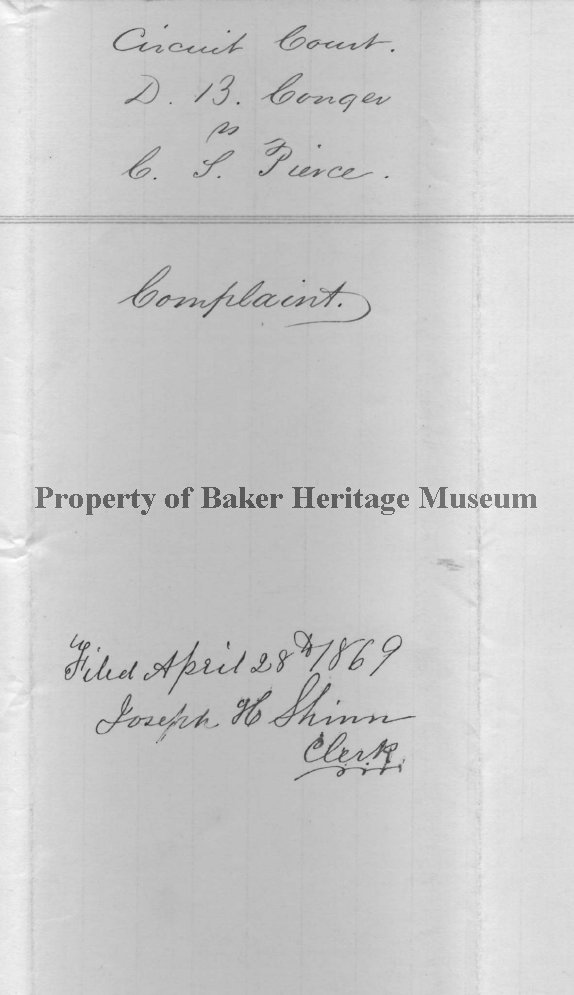 Circuit Court.
D. B. Conger
vs
C. S. Pierce.
Complaint.
Property of Baker Heritage Museum
Filed April 28th 1869
Joseph H Shinn
Clerk